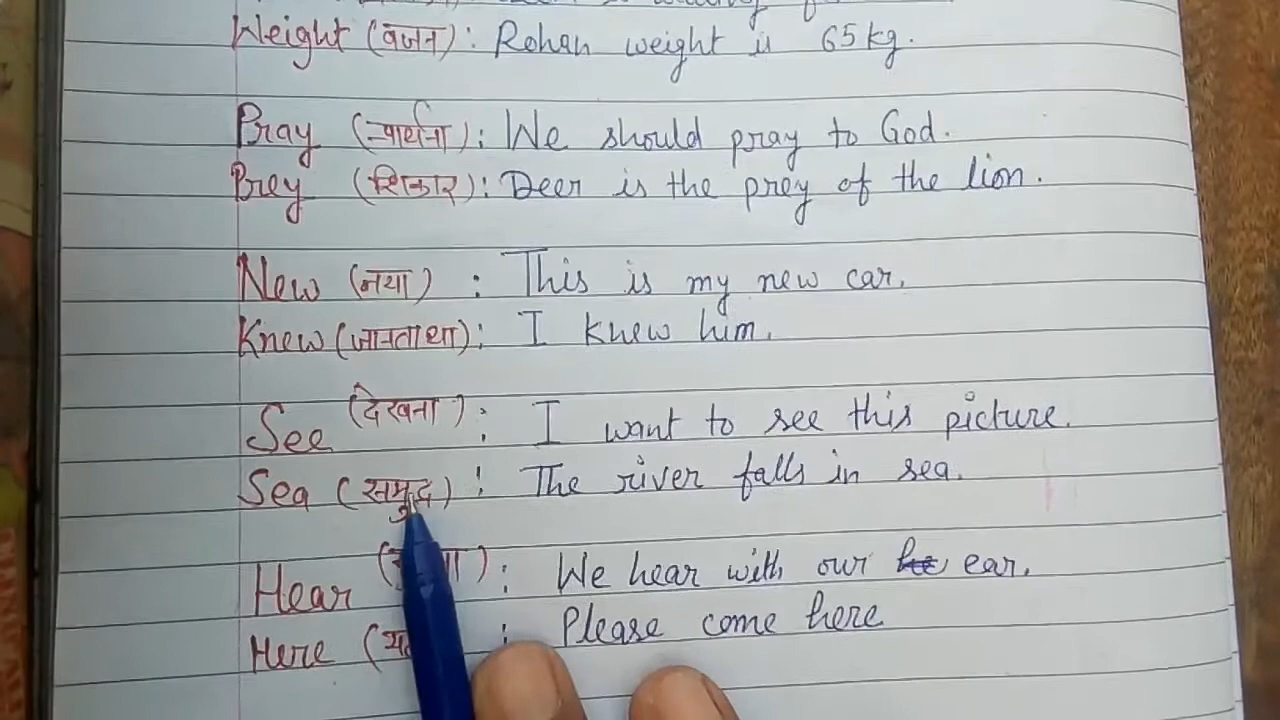 Weight (वजन) : Rohan weight is 65 kg.
Pray (प्रार्थना) : We should pray to God.
Prey (शिकार) : Deer is the prey of the lion.
New (नया) : This is my new car.
Knew (जानता था) : I knew him.
See (देखना) : I want to see this picture.
Sea (समुद्र) : The river falls in sea.
Hear : We hear with our ear.
Here : Please come here